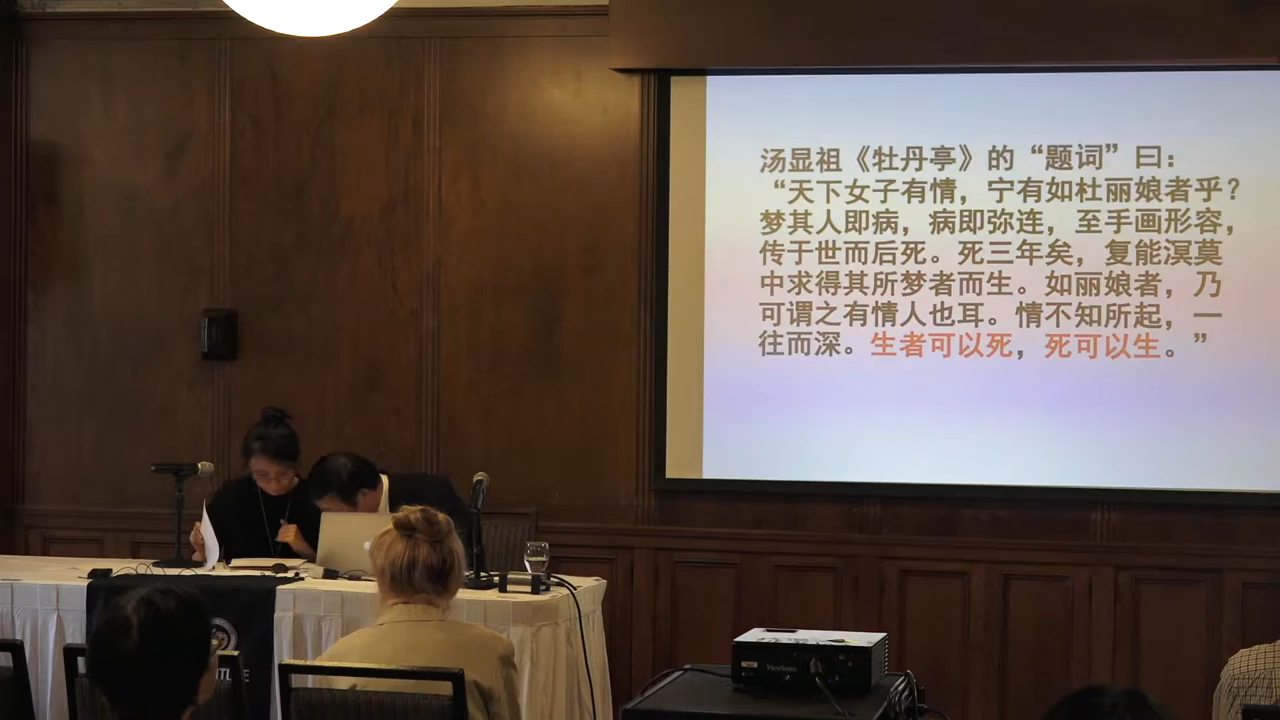 汤显祖《牡丹亭》的“题词”曰：
“天下女子有情，宁有如杜丽娘者乎？
梦其人即病，病即弥连，至手画形容，
传于世而后死。死三年矣，复能溟莫
中求得其所梦者而生。如丽娘者，乃
可谓之有情人也耳。情不知所起，一
往而深。生者可以死，死可以生。”
ViewSonic